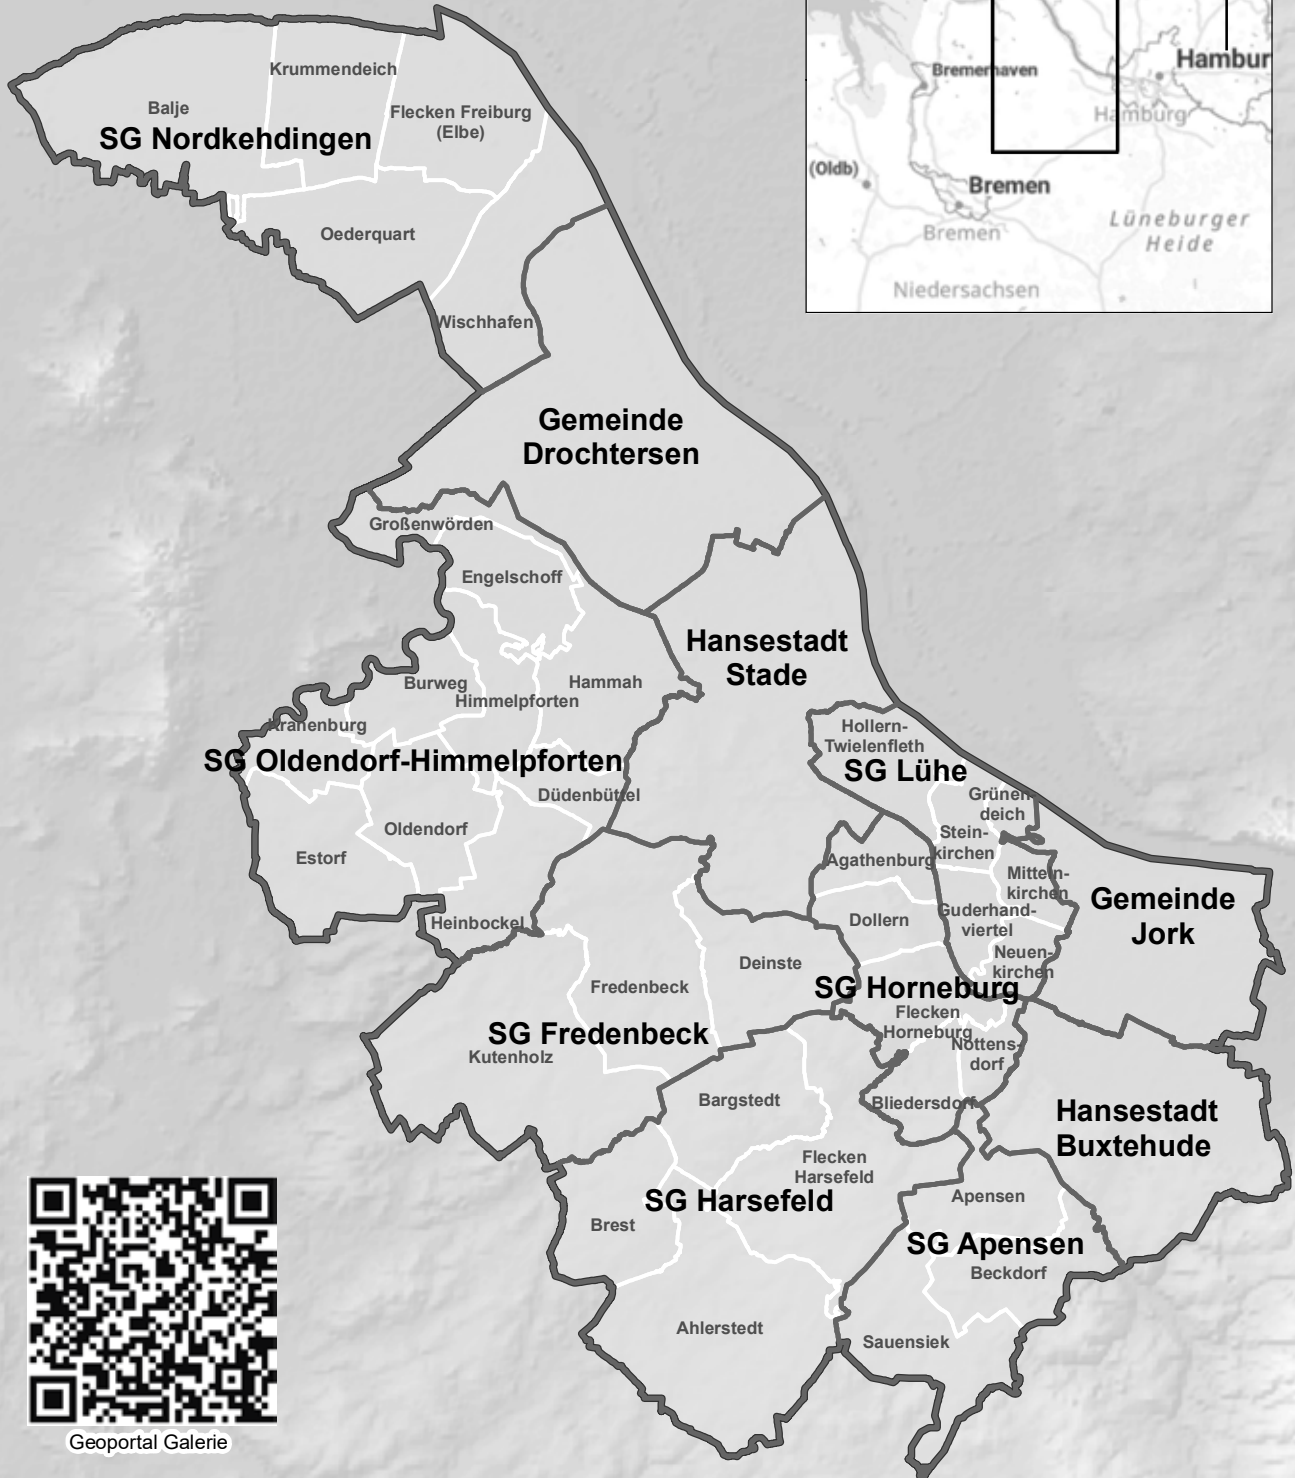 Krummendeich
Balje
Flecken Freiburg
(Elbe)
SG Nordkehdingen
Oederquart
Wischhafen
Bremerhaven
Hambur
Hamburg
(Oldb)
Bremen
Bremen
Lüneburger
Heide
Niedersachsen
Gemeinde
Drochtersen
Großenwörden
Engelschoff
Hansestadt
Stade
Burweg
Hammah
Himmelpforten
Kranenburg
SG Oldendorf-Himmelpforten
Düdenbüttel
Oldendorf
Estorf
Heinbockel
Hollern-
Twielenfleth
SG Lühe
Grünen-
deich
Stein-
kirchen
Agathenburg
Mitteln-
kirchen
Gemeinde
Jork
Dollern
Guderhand-
viertel
Neuen-
kirchen
Deinste
SG Horneburg
Fredenbeck
Flecken
Horneburg
SG Fredenbeck
Kutenholz
Nottens-
dorf
Bargstedt
Bliedersdorf
Hansestadt
Buxtehude
Flecken
Harsefeld
SG Harsefeld
Brest
Apensen
SG Apensen
Beckdorf
Ahlerstedt
Sauensiek
Geoportal Galerie